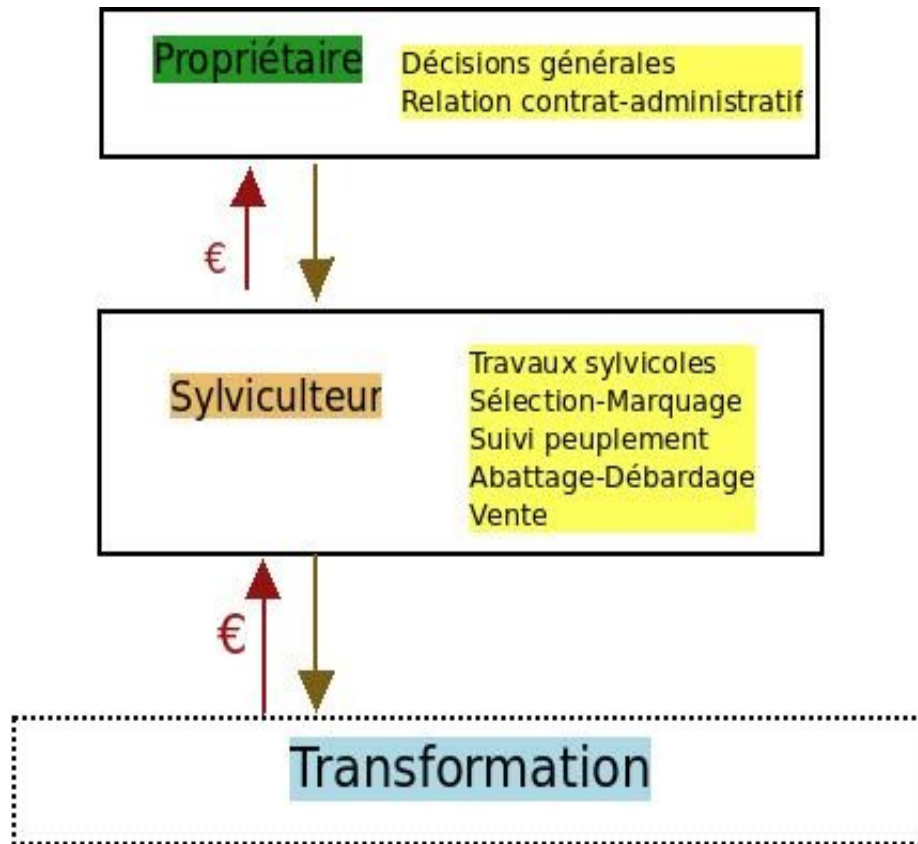 Propriétaire
Décisions générales
Relation contrat-administratif
€
Sylviculteur
Travaux sylvicoles
Sélection-Marquage
Suivi peuplement
Abattage-Débardage
Vente
€
Transformation